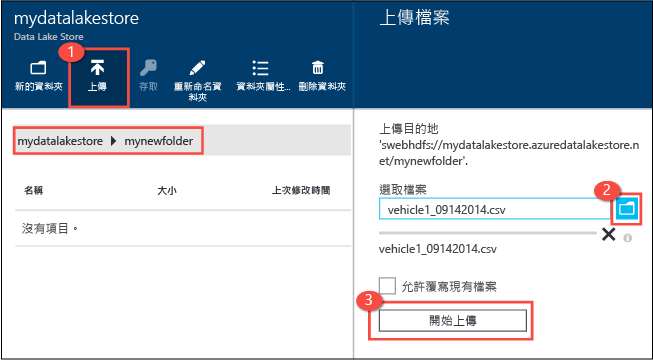 mydatalakestore
Data Lake Store
1
新的資料夾
上傳
存取
重新命名資
料夾
資料夾屬性...
刪除資料夾
mydatalakestore ▶ mynewfolder
名稱
大小
上次修改時間
沒有項目。
上傳檔案
上傳目的地
'swebhdfs://mydatalakestore.azuredatalakestore.n
et/mynewfolder'.
選取檔案
2
vehicle1_09142014.csv
vehicle1_09142014.csv
允許覆寫現有檔案
3
開始上傳